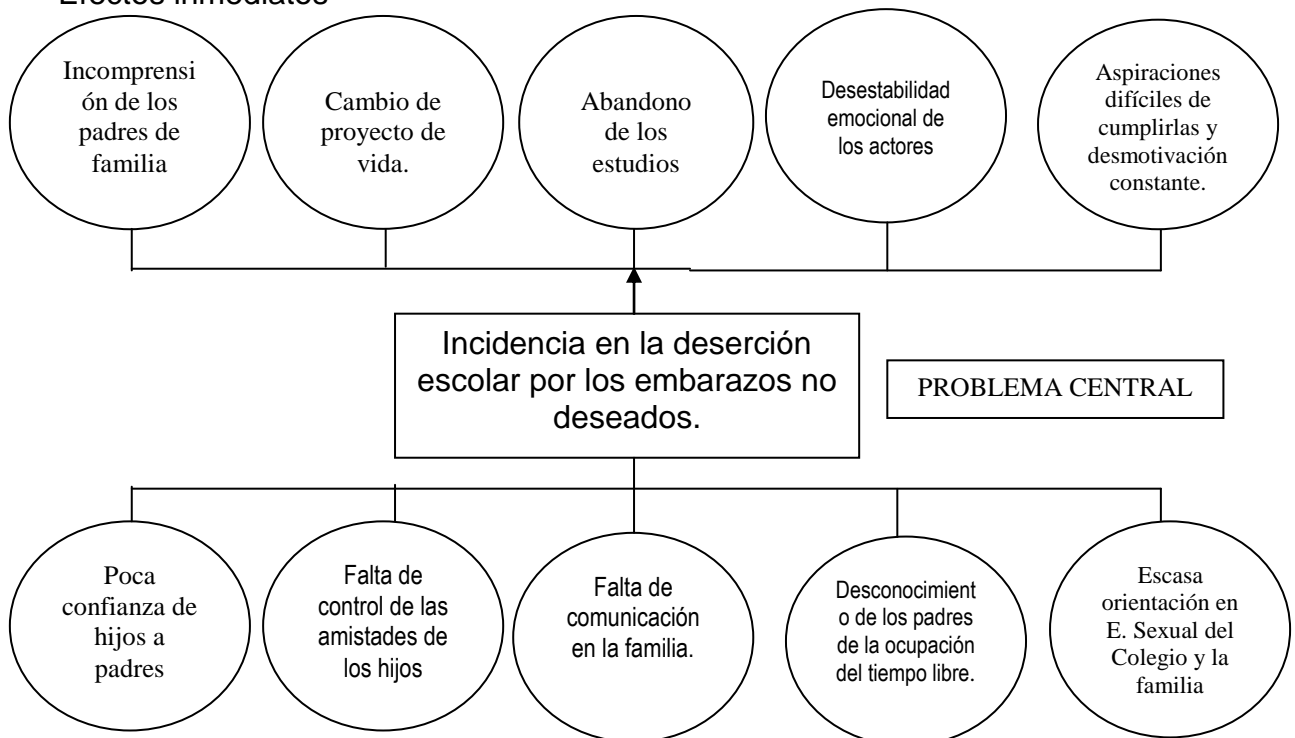 Efectos inmediatos
Incomprensi
ón de los
padres de
familia
Cambio de
proyecto de
vida.
Abandono
de los
estudios
Desestabilidad
emocional de
los actores
Aspiraciones
difíciles de
cumplirlas y
desmotivación
constante.
Incidencia en la deserción
escolar por los embarazos no
deseados.
PROBLEMA CENTRAL
Poca
confianza de
hijos a
padres
Falta de
control de las
amistades de
los hijos
Falta de
comunicación
en la familia.
Desconocimient
o de los padres
de la ocupación
del tiempo libre.
Escasa
orientación en
E. Sexual del
Colegio y la
familia